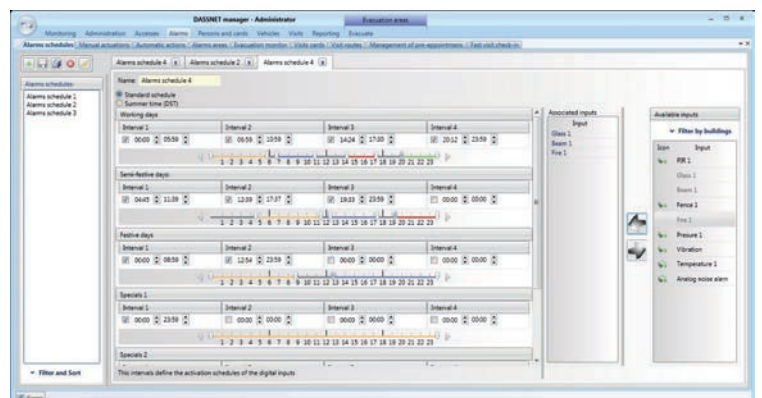 DASSNET manager - Administrator
Evacuation areas
Monitoring Administration Accesses Alarms Persons and cards Vehicles Visits Reporting Evacuate
Alarms schedules Manual actuations Automatic actions Alarms areas Evacuation monitor Visits cards Visit routes Management of pre-appointments Fast visit check-in
Alarms schedule 4 Alarms schedule 2 Alarms schedule 4
Alarms schedules
Alarms schedule 1
Alarms schedule 2
Alarms schedule 3
Filter and Sort
Name: Alarms schedule 4
Standard schedule
Summer time (DST)
Working days
Interval 1 Interval 2 Interval 3 Interval 4
00:00 05:59 06:59 10:59 14:24 17:30 20:12 23:59
1 2 3 4 5 6 7 8 9 10 11 12 13 14 15 16 17 18 19 20 21 22 23
Semi-festive days
Interval 1 Interval 2 Interval 3 Interval 4
04:45 11:39 12:39 17:37 19:33 23:59 00:00 00:00
1 2 3 4 5 6 7 8 9 10 11 12 13 14 15 16 17 18 19 20 21 22 23
Festive days
Interval 1 Interval 2 Interval 3 Interval 4
00:00 08:59 12:54 23:59 00:00 00:00 00:00 00:00
1 2 3 4 5 6 7 8 9 10 11 12 13 14 15 16 17 18 19 20 21 22 23
Specials 1
Interval 1 Interval 2 Interval 3 Interval 4
00:00 23:59 00:00 00:00 00:00 00:00 00:00 00:00
1 2 3 4 5 6 7 8 9 10 11 12 13 14 15 16 17 18 19 20 21 22 23
Specials 2
This intervals define the activation schedules of the digital inputs
Associated inputs
Input
Glass 1
Beam 1
Fire 1
Available inputs
Filter by buildings
Icon Input
PIR 1
Glass 1
Beam 1
Fence 1
Fire 1
Presure 1
Vibration
Temperature 1
Analog noise alarm